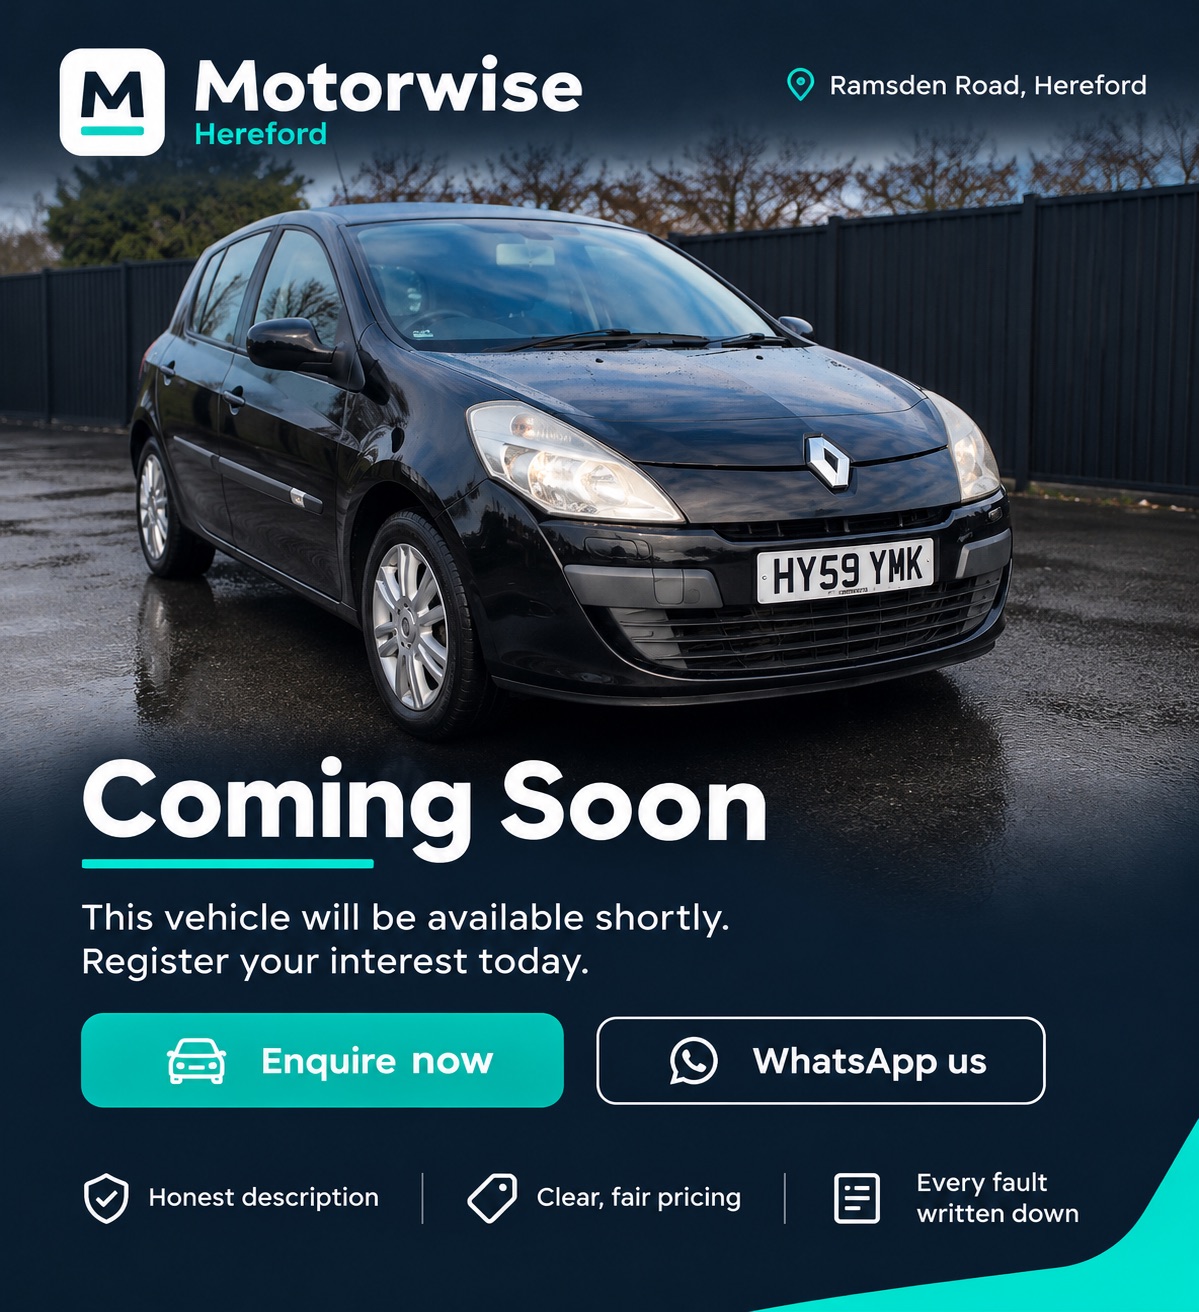 M
Motorwise
Hereford
Ramsden Road, Hereford
HY59 YMK
Coming Soon
This vehicle will be available shortly.
Register your interest today.
Enquire now
WhatsApp us
Honest description
Clear, fair pricing
Every fault
written down